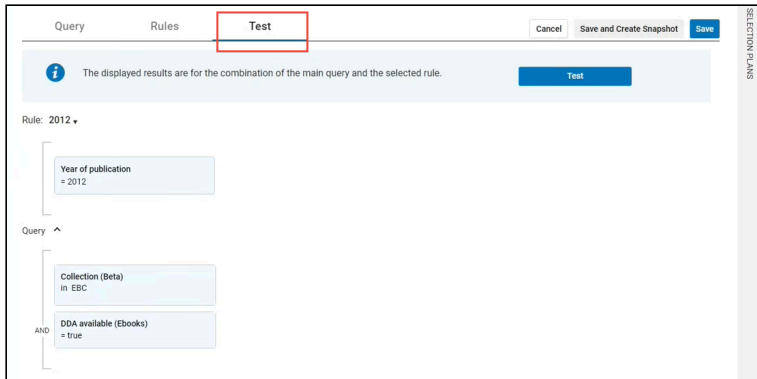 Query Rules Test Cancel Save and Create Snapshot Save
SELECTION PLANS
i The displayed results are for the combination of the main query and the selected rule. Test
Rule: 2012
Year of publication
= 2012
Query
Collection (Beta)
in EBC
AND
DDA available (Ebooks)
= true